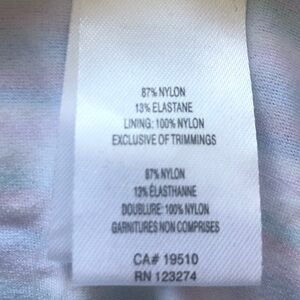 87% NYLON
13% ELASTANE
LINING: 100% NYLON
EXCLUSIVE OF TRIMMINGS
87% NYLON
13% ÉLASTHANNE
DOUBLURE: 100% NYLON
GARNITURES NON COMPRISES
CA# 19510
RN 123274